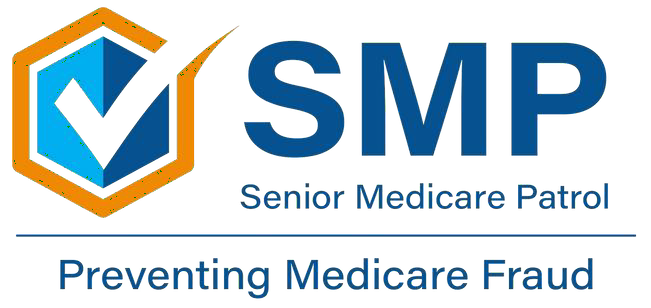 SMP
Senior Medicare Patrol
Preventing Medicare Fraud